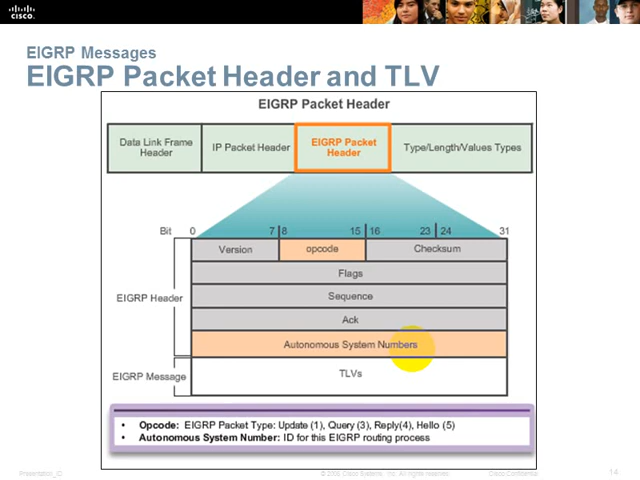 CISCO
EIGRP Messages
EIGRP Packet Header and TLV
EIGRP Packet Header
Data Link Frame
Header
IP Packet Header
EIGRP Packet
Header
Type/Length/Values Types
Bit 0 7 8 15 16 23 24 31
Version opcode Checksum
Flags
EIGRP Header
Sequence
Ack
Autonomous System Numbers
EIGRP Message
TLVs
• Opcode: EIGRP Packet Type: Update (1), Query (3), Reply(4), Hello (5)
• Autonomous System Number: ID for this EIGRP routing process
Presentation_ID
Cisco Systems, Inc. All rights reserved.
Cisco Confidential
14